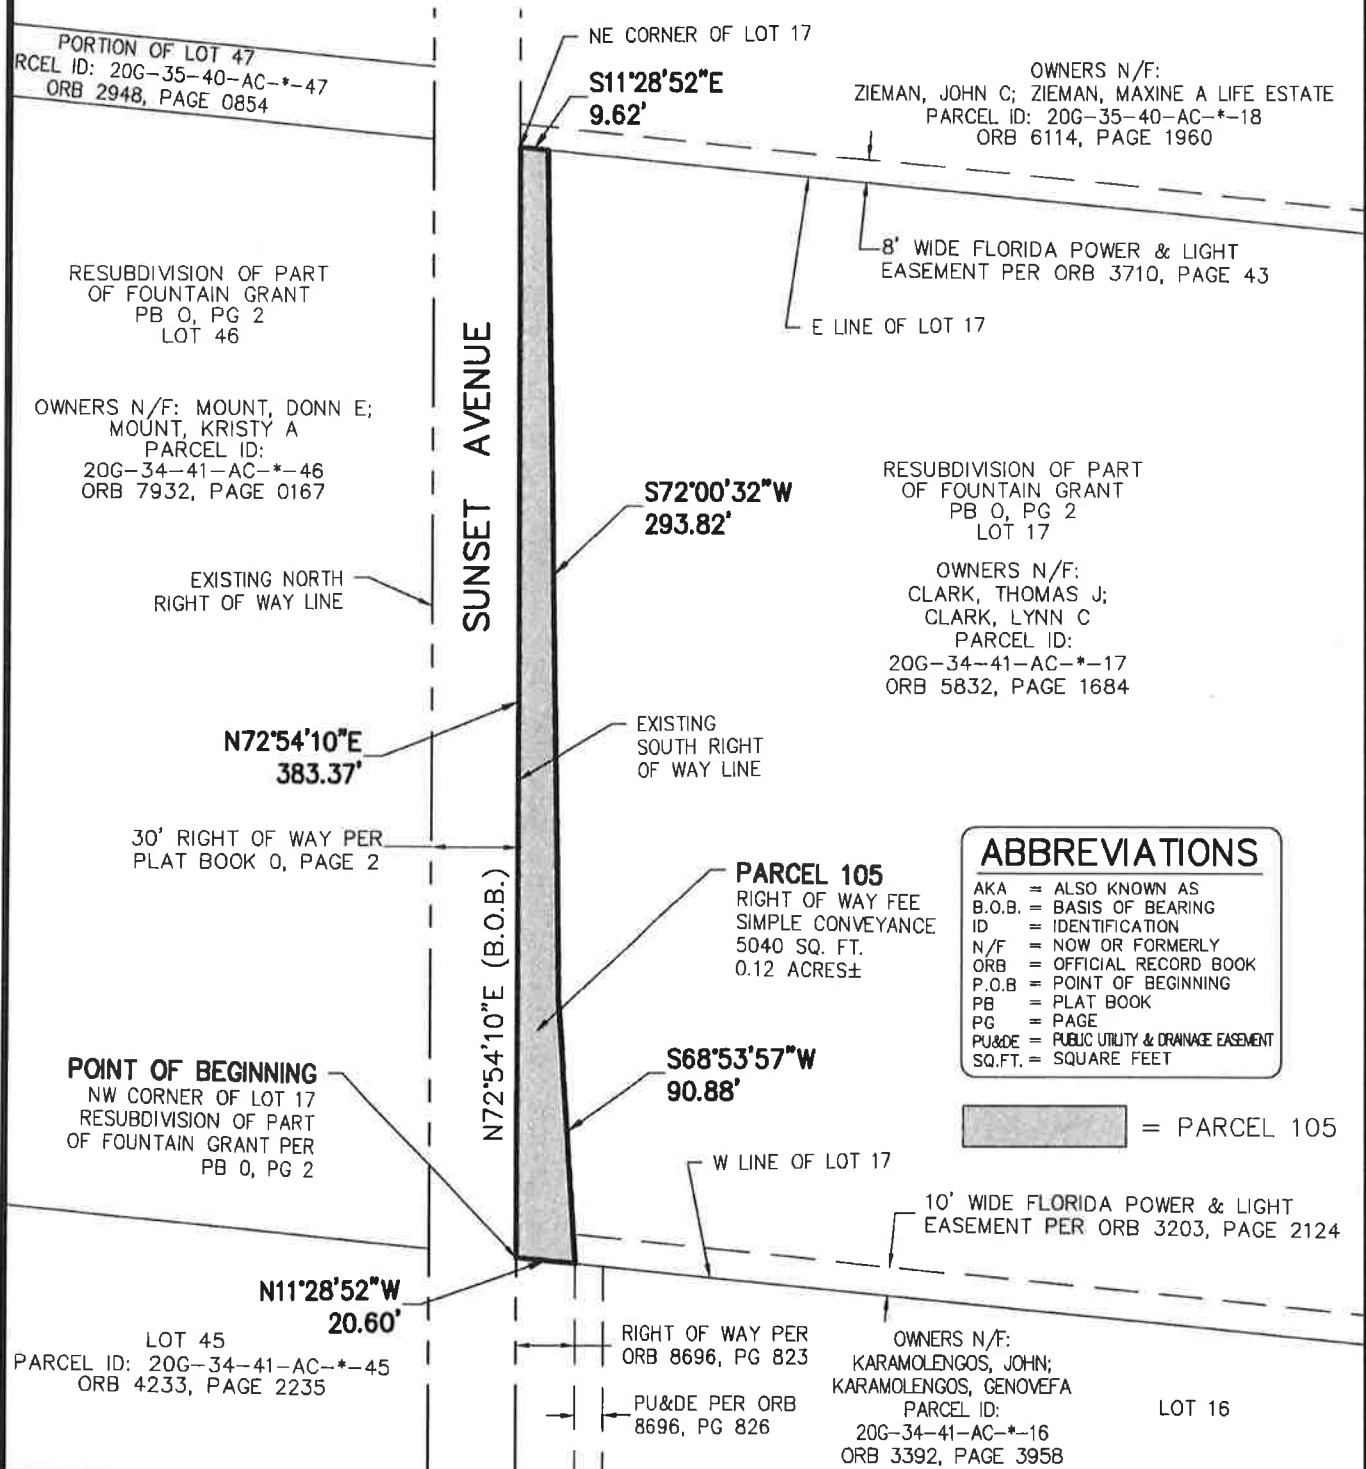 PORTION OF LOT 47
RCEL ID: 20G-35-40-AC-*-47
ORB 2948, PAGE 0854
NE CORNER OF LOT 17
S11°28'52"E
9.62'
OWNERS N/F:
ZIEMAN, JOHN C; ZIEMAN, MAXINE A LIFE ESTATE
PARCEL ID: 20G-35-40-AC-*-18
ORB 6114, PAGE 1960
8' WIDE FLORIDA POWER & LIGHT
EASEMENT PER ORB 3710, PAGE 43
E LINE OF LOT 17
RESUBDIVISION OF PART
OF FOUNTAIN GRANT
PB O, PG 2
LOT 46
OWNERS N/F: MOUNT, DONN E;
MOUNT, KRISTY A
PARCEL ID:
20G-34-41-AC-*-46
ORB 7932, PAGE 0167
SUNSET AVENUE
S72°00'32"W
293.82'
RESUBDIVISION OF PART
OF FOUNTAIN GRANT
PB O, PG 2
LOT 17
OWNERS N/F:
CLARK, THOMAS J;
CLARK, LYNN C
PARCEL ID:
20G-34-41-AC-*-17
ORB 5832, PAGE 1684
EXISTING NORTH
RIGHT OF WAY LINE
N72°54'10"E
383.37'
EXISTING
SOUTH RIGHT
OF WAY LINE
30' RIGHT OF WAY PER
PLAT BOOK O, PAGE 2
N72°54'10"E (B.O.B.)
PARCEL 105
RIGHT OF WAY FEE
SIMPLE CONVEYANCE
5040 SQ. FT.
0.12 ACRES±
ABBREVIATIONS
AKA = ALSO KNOWN AS
B.O.B. = BASIS OF BEARING
ID = IDENTIFICATION
N/F = NOW OR FORMERLY
ORB = OFFICIAL RECORD BOOK
P.O.B = POINT OF BEGINNING
PB = PLAT BOOK
PG = PAGE
PU&DE = PUBLIC UTILITY & DRAINAGE EASEMENT
SQ.FT. = SQUARE FEET
= PARCEL 105
POINT OF BEGINNING
NW CORNER OF LOT 17
RESUBDIVISION OF PART
OF FOUNTAIN GRANT PER
PB O, PG 2
S68°53'57"W
90.88'
W LINE OF LOT 17
10' WIDE FLORIDA POWER & LIGHT
EASEMENT PER ORB 3203, PAGE 2124
N11°28'52"W
20.60'
LOT 45
PARCEL ID: 20G-34-41-AC-*-45
ORB 4233, PAGE 2235
RIGHT OF WAY PER
ORB 8696, PG 823
PU&DE PER ORB
8696, PG 826
OWNERS N/F:
KARAMOLENGOS, JOHN;
KARAMOLENGOS, GENOVEFA
PARCEL ID:
20G-34-41-AC-*-16
ORB 3392, PAGE 3958
LOT 16